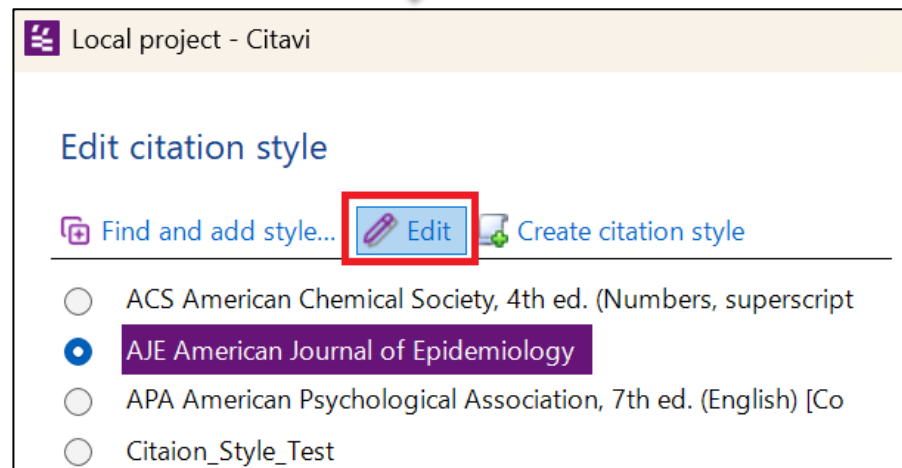 Local project - Citavi
Edit citation style
Find and add style... Edit Create citation style
ACS American Chemical Society, 4th ed. (Numbers, superscript
AJE American Journal of Epidemiology
APA American Psychological Association, 7th ed. (English) [Co
Citaion_Style_Test